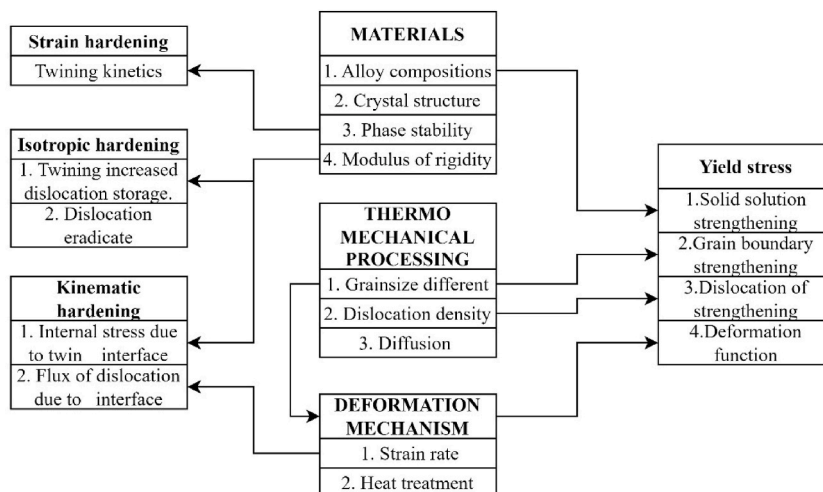 Strain hardening
Twining kinetics
Isotropic hardening
1. Twining increased
dislocation storage.
2. Dislocation
eradicate
Kinematic
hardening
1. Internal stress due
to twin interface
2. Flux of dislocation
due to interface
MATERIALS
1. Alloy compositions
2. Crystal structure
3. Phase stability
4. Modulus of rigidity
THERMO
MECHANICAL
PROCESSING
1. Grainsize different
2. Dislocation density
3. Diffusion
DEFORMATION
MECHANISM
1. Strain rate
2. Heat treatment
Yield stress
1.Solid solution
strengthening
2.Grain boundary
strengthening
3.Dislocation of
strengthening
4.Deformation
function